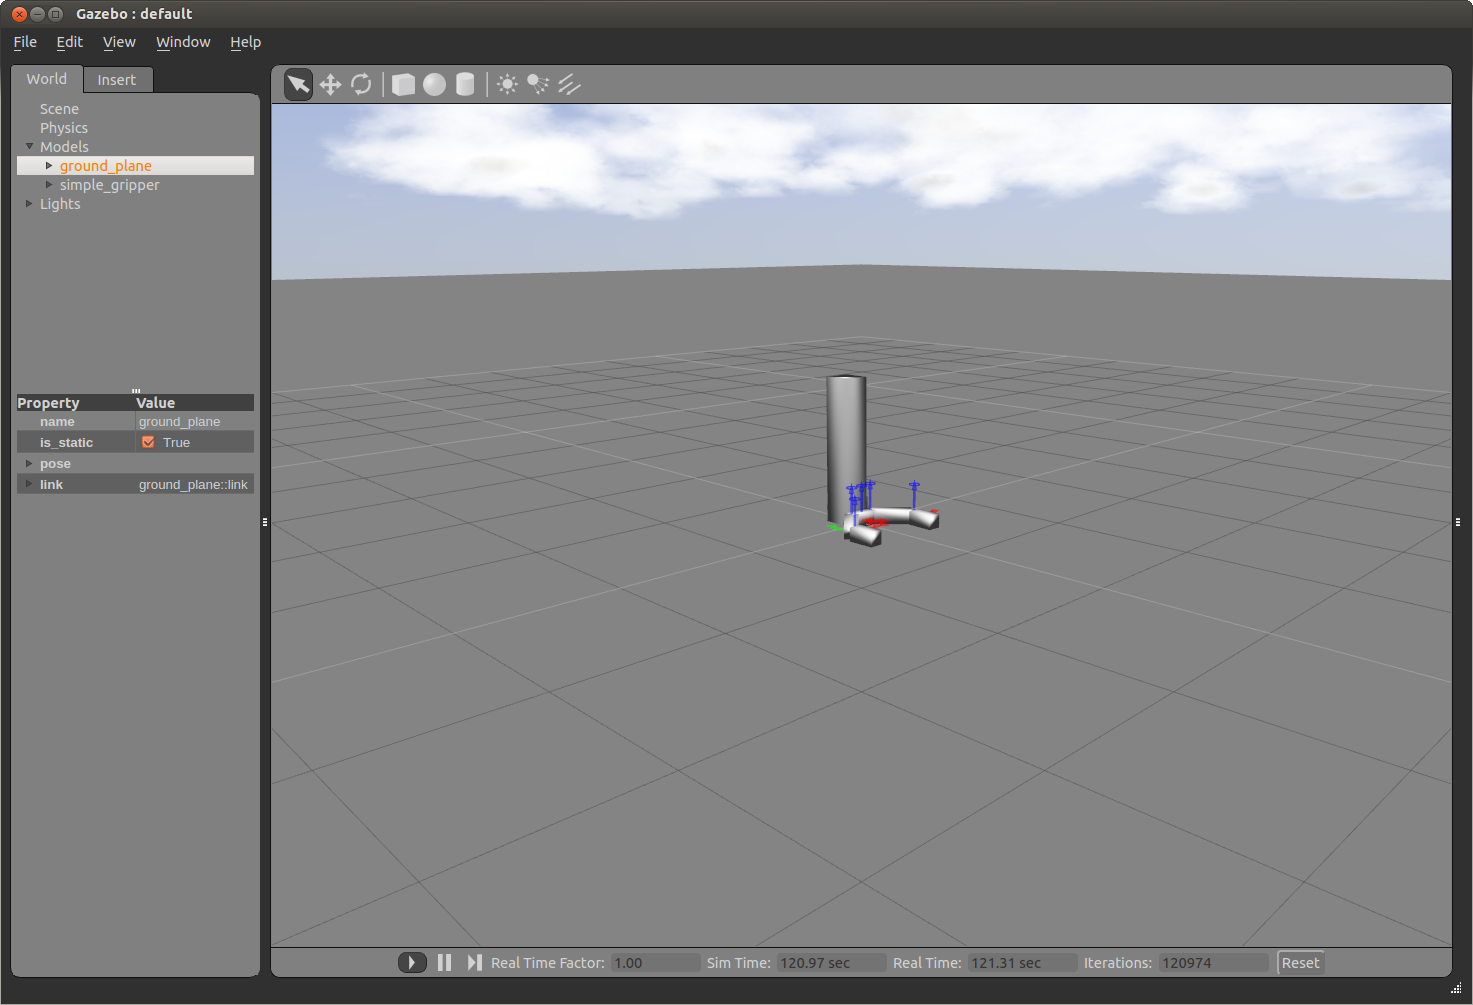 Gazebo : default
File Edit View Window Help
World Insert
Scene
Physics
Models
ground_plane
simple_gripper
Lights
Property Value
name ground_plane
is_static True
pose
link ground_plane::link
Real Time Factor: 1.00 Sim Time: 120.97 sec Real Time: 121.31 sec Iterations: 120974 Reset